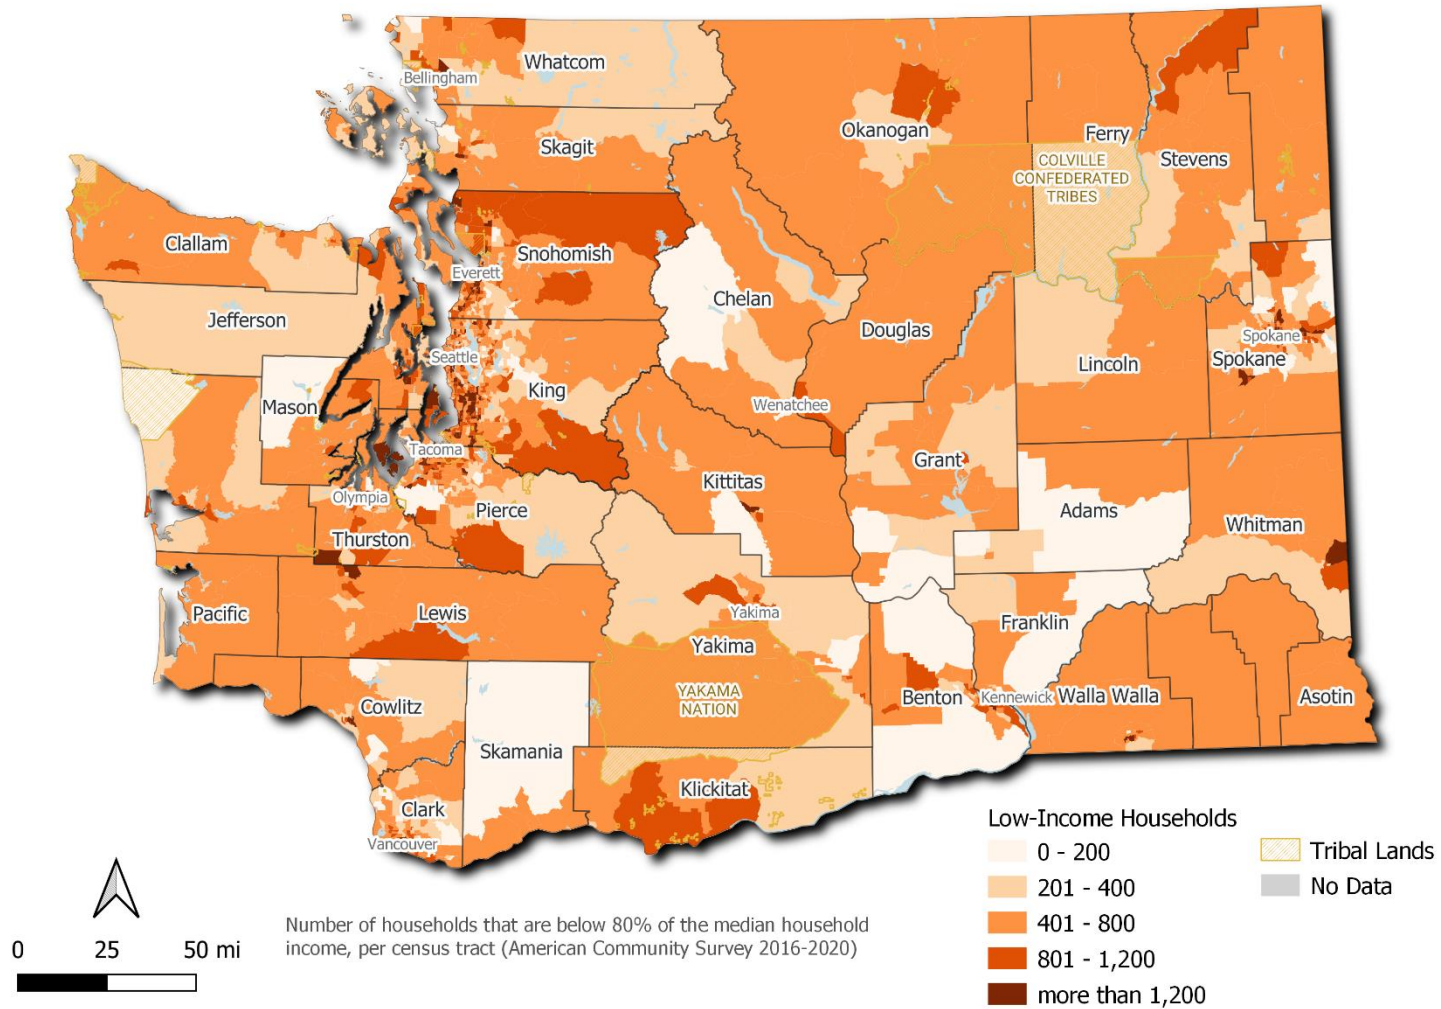 Whatcom
Bellingham
Okanogan
Ferry
Skagit
Stevens
COLVILLE
CONFEDERATED
TRIBES
Clallam
Snohomish
Everett
Chelan
Jefferson
Douglas
Seattle
Spokane
Spokane
Lincoln
King
Mason
Wenatchee
Tacoma
Grant
Kittitas
Olympia
Pierce
Adams
Whitman
Thurston
Pacific
Lewis
Yakima
Franklin
Yakima
YAKAMA
NATION
Benton
Kennewick
Walla Walla
Asotin
Cowlitz
Skamania
Klickitat
Clark
Vancouver
Low-Income Households
0 - 200
201 - 400
401 - 800
801 - 1,200
more than 1,200
Tribal Lands
No Data
Number of households that are below 80% of the median household
income, per census tract (American Community Survey 2016-2020)
0 25 50 mi